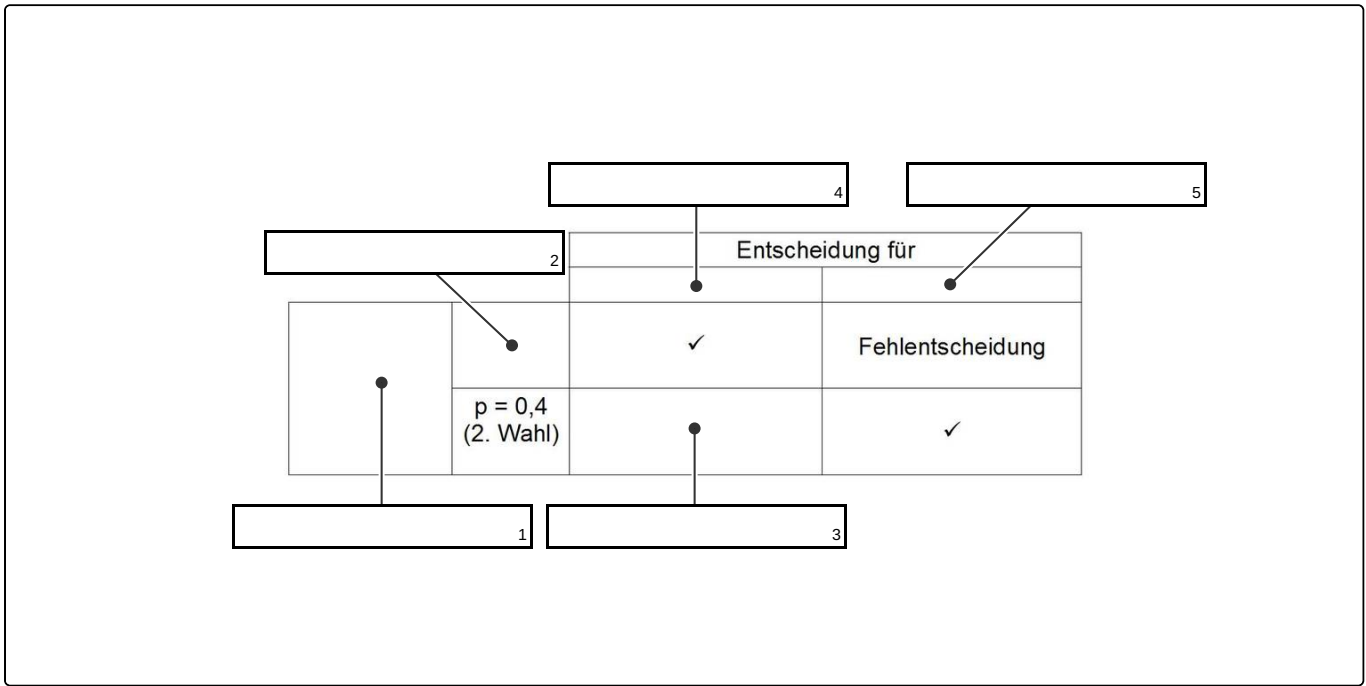 4
5
2
Entscheidung für
Fehlentscheidung
p = 0,4
(2. Wahl)
1
3